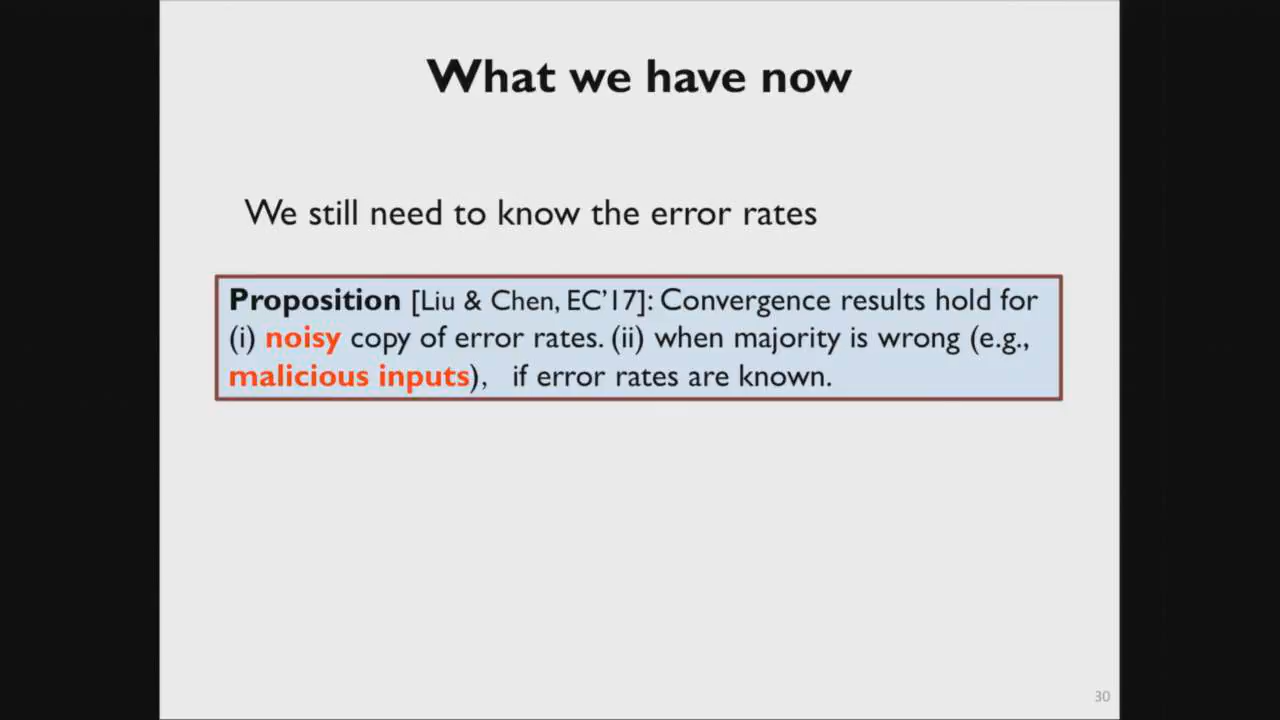 What we have now
We still need to know the error rates
Proposition [Liu & Chen, EC’17]: Convergence results hold for
(i) noisy copy of error rates. (ii) when majority is wrong (e.g.,
malicious inputs), if error rates are known.
30